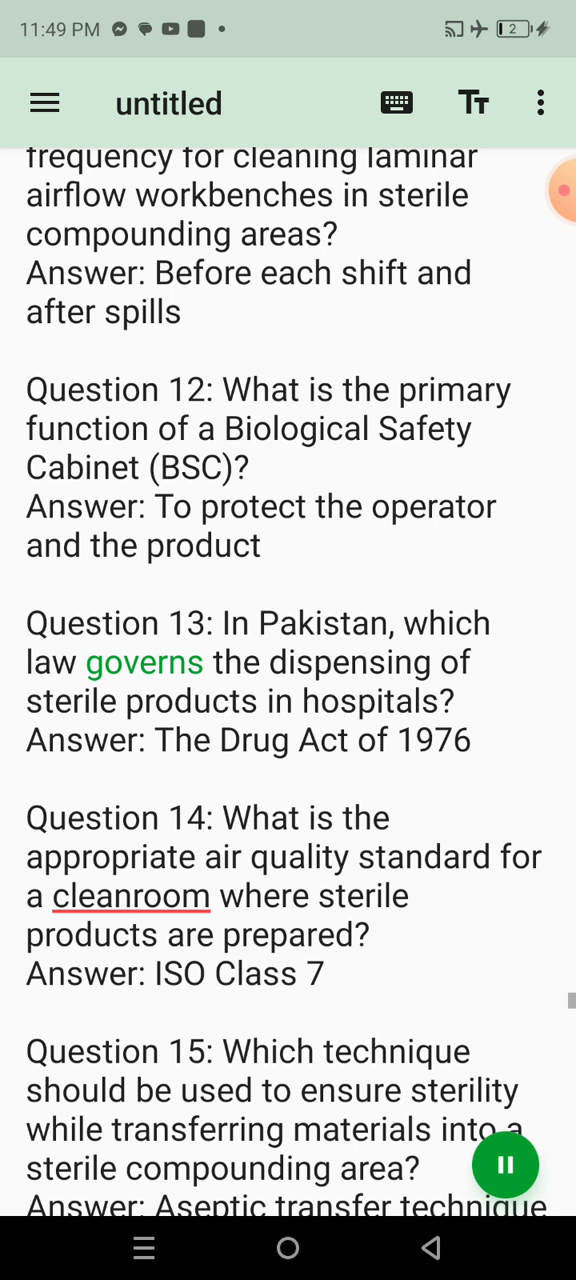 11:49 PM
2
untitled
frequency for cleaning laminar
airflow workbenches in sterile
compounding areas?
Answer: Before each shift and
after spills
Question 12: What is the primary
function of a Biological Safety
Cabinet (BSC)?
Answer: To protect the operator
and the product
Question 13: In Pakistan, which
law governs the dispensing of
sterile products in hospitals?
Answer: The Drug Act of 1976
Question 14: What is the
appropriate air quality standard for
a cleanroom where sterile
products are prepared?
Answer: ISO Class 7
Question 15: Which technique
should be used to ensure sterility
while transferring materials into a
sterile compounding area?
Answer: Aseptic transfer technique